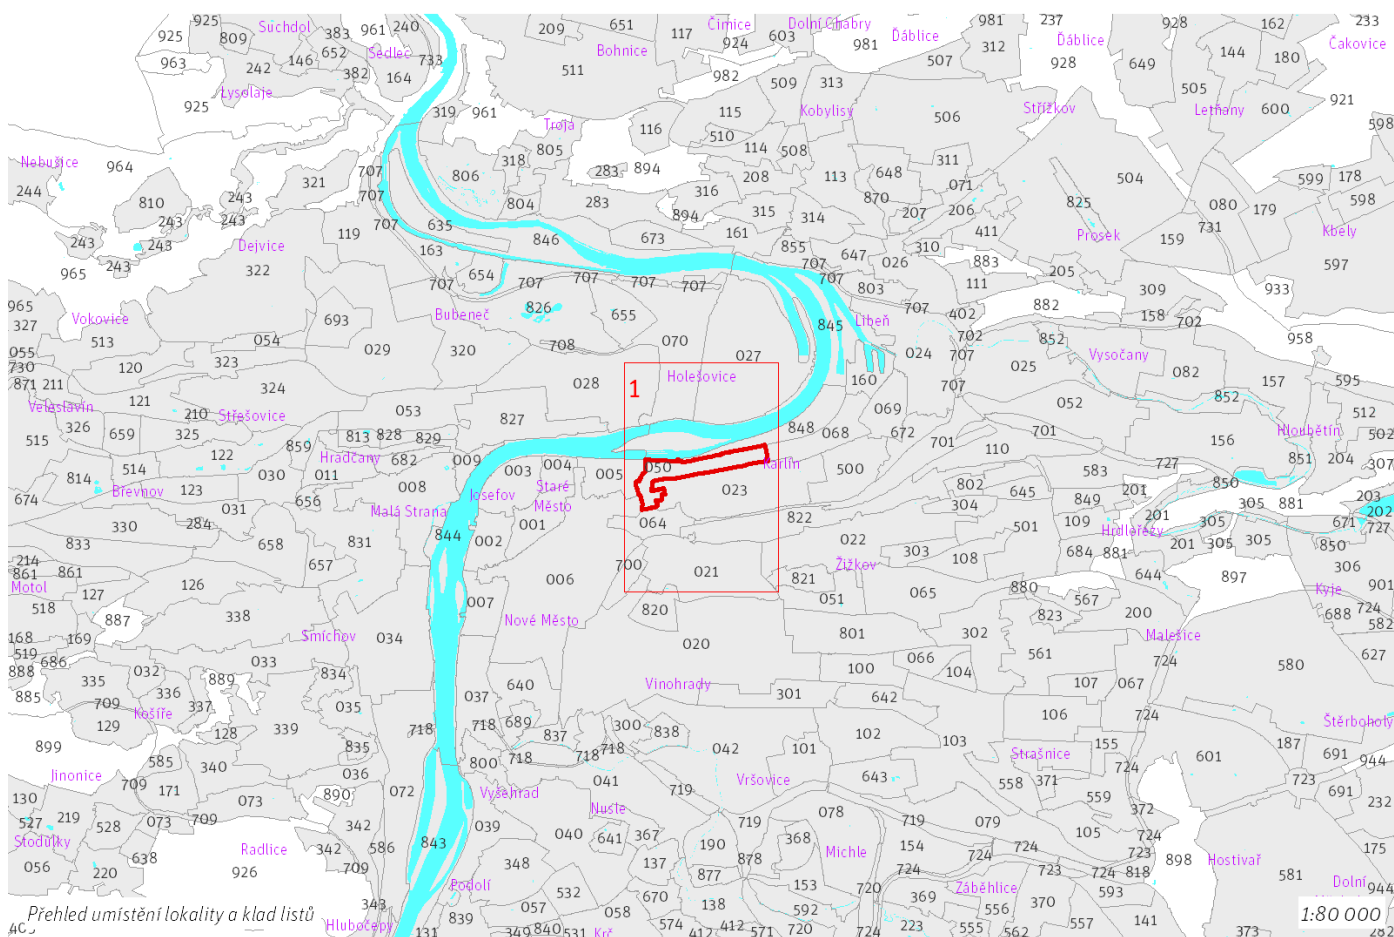 925 Suchdol 961 240 209 651 117 Čimice Dolní Chabry 981 237 928 162 233
925 809 383 924 603 981 Ďáblice 312 Ďáblice 144 Čakovice
963 242 146 652 Sedlec 733 Bohnice 507 928 649 180
382 164 511 982 509 313 505 921
925 Lysolaje 319 961 115 Kobylisy 506 Střížkov Letňany 600 598
Troja 116 510
Nebušice 964 805 114 508 311
318 283 894 208 113 648 504 599 178
244 321 707 806 316 071 598
810 243 707 804 283 894 315 314 870 207 206 825 080 179
243 243 119 707 635 846 673 161 411 Prosek 731 Kbely
243 243 Dejvice 163 855 647 310 159
965 243 322 654 707 026 883 205 597
707 707 707 707 707 707 803 111 309 933
965 Vokovice 693 Bubeneč 826 655 845 Libeň 707 402 882 158 702
327 513 054 708 070 702 852 958
055 323 029 320 027 024 707 025 Vysočany
730 120 Holešovice 082
871 211 324 028 1 160 707 157 595
Veleslavín 121 210 Střešovice 053 827 069 052 852 512
326 659 325 813 828 829 848 068 672 701 701 156 Hloubětín
515 122 859 Hradčany 682 009 004 050 Karlín 110 851 204 307
814 514 030 011 003 005 500 583 727
Břevnov 123 008 Josefov Staré 023 802 645 201 850 203
674 031 656 Malá Strana Město 304 849 305 881 202
330 284 001 064 822 109 Hrdlořezy 201 305 671 727
833 658 831 844 002 022 501 201 305 305 850
214 657 700 303 108 684 881 306
861 861 006 021 821 Žižkov 644 897 901
Motol 127 126 007 051 065 880 567 Kyje
518 887 338 820 823 200 688 724
168 169 Smíchov 034 Nové Město 801 302 Malešice 582
519 686 033 020 066 561 724 627
888 032 889 834 100 104 580
885 335 336 337 035 037 640 Vinohrady 301 642 107 067
709 Košíře 106 724
129 128 339 718 718 689 300 838 102 Štěrboholy
899 835 837 718 042 101 103 Strašnice 155 187 691
585 340 036 800 718 601 944
Jinonice 709 171 072 Vyšehrad 041 719 Vršovice 643 558 371 724 723
130 073 890 Nusle 559 691 232
527 219 528 073 709 342 039 040 641 367 719 078 719 079 372
Stodůlky 638 342 586 843 190 368 724 105 724 154 175
056 220 Radlice 709 348 137 878 Michle 724 724 723 724 723 818 898 Hostivař
926 Podolí 532 877 153 720 Záběhlice 581 Dolní
343 057 058 670 138 592 369 370 593 944
Přehled umístění lokality a klad listů 556 557 141 1:80 000
Hlubočepy 131 839 349 840 531 Krč 574 412 412 571 720 223 555 562 373 282